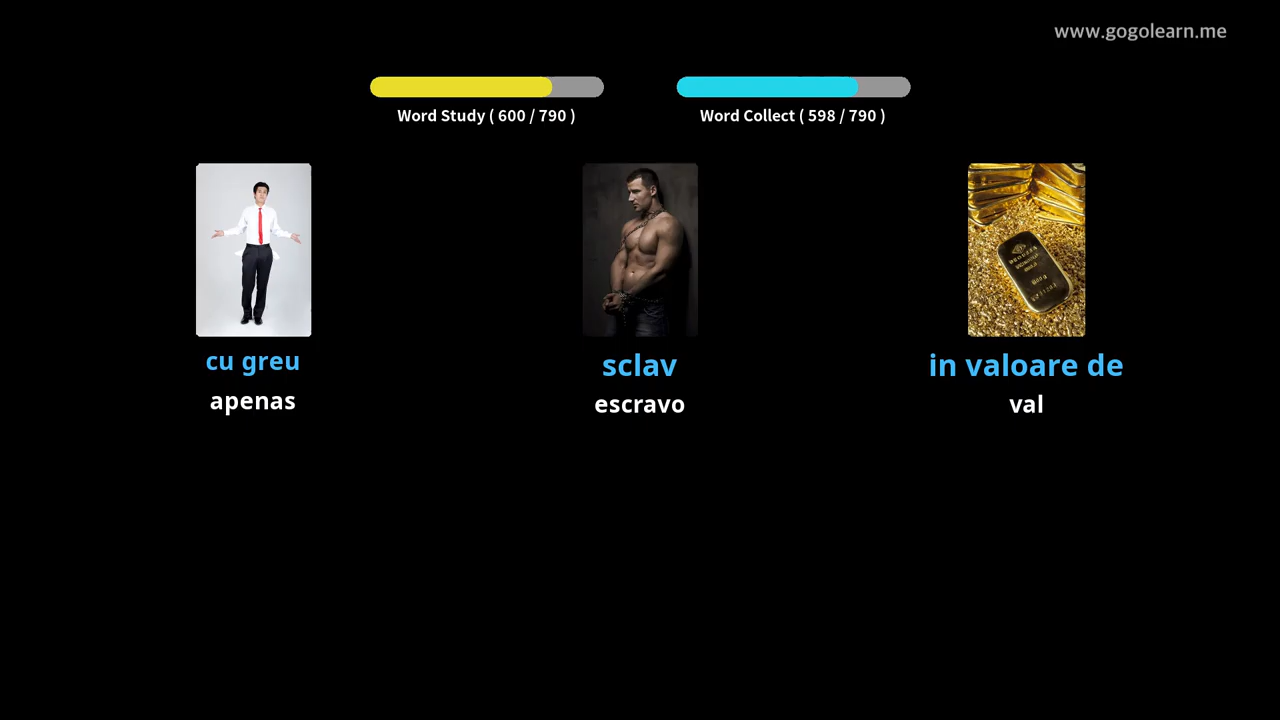 www.gogolearn.me
Word Study ( 600 / 790 )
Word Collect ( 598 / 790 )
cu greu
apenas
sclav
escravo
in valoare de
val